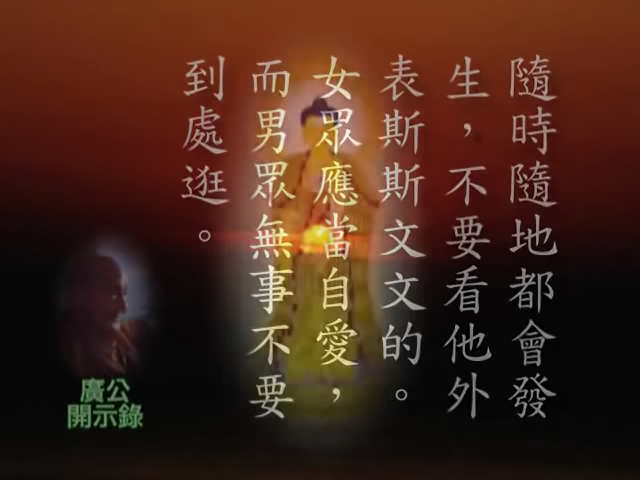 隨時隨地都會發
生，不要看他外
表斯斯文文的。
女眾應當自愛，
而男眾無事不要
到處逛。
廣公
開示錄